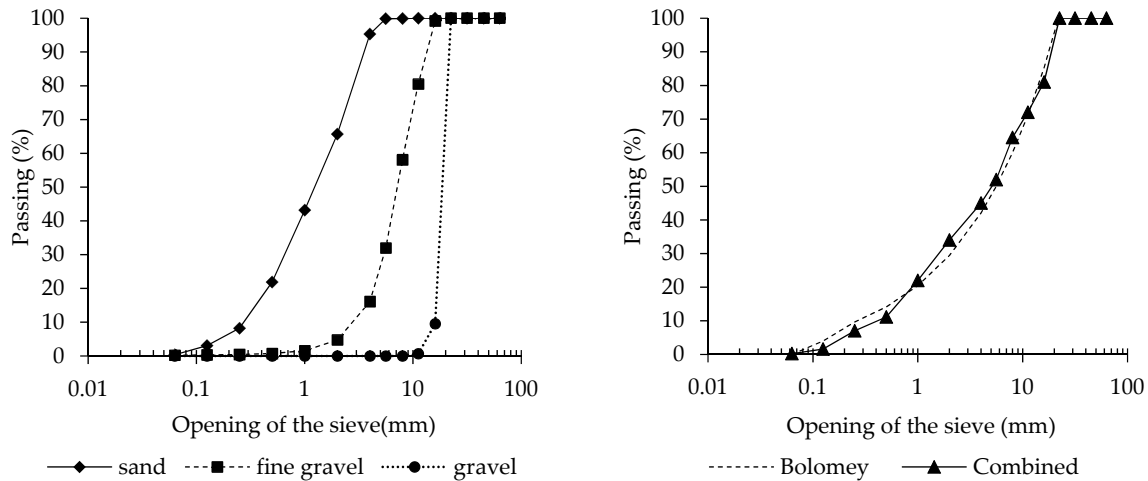 100
90
80
70
60
50
40
30
20
10
0
Passing (%)
0.01 0.1 1 10 100
Opening of the sieve(mm)
sand fine gravel gravel
100
90
80
70
60
50
40
30
20
10
0
Passing (%)
0.01 0.1 1 10 100
Opening of the sieve (mm)
Bolomey Combined